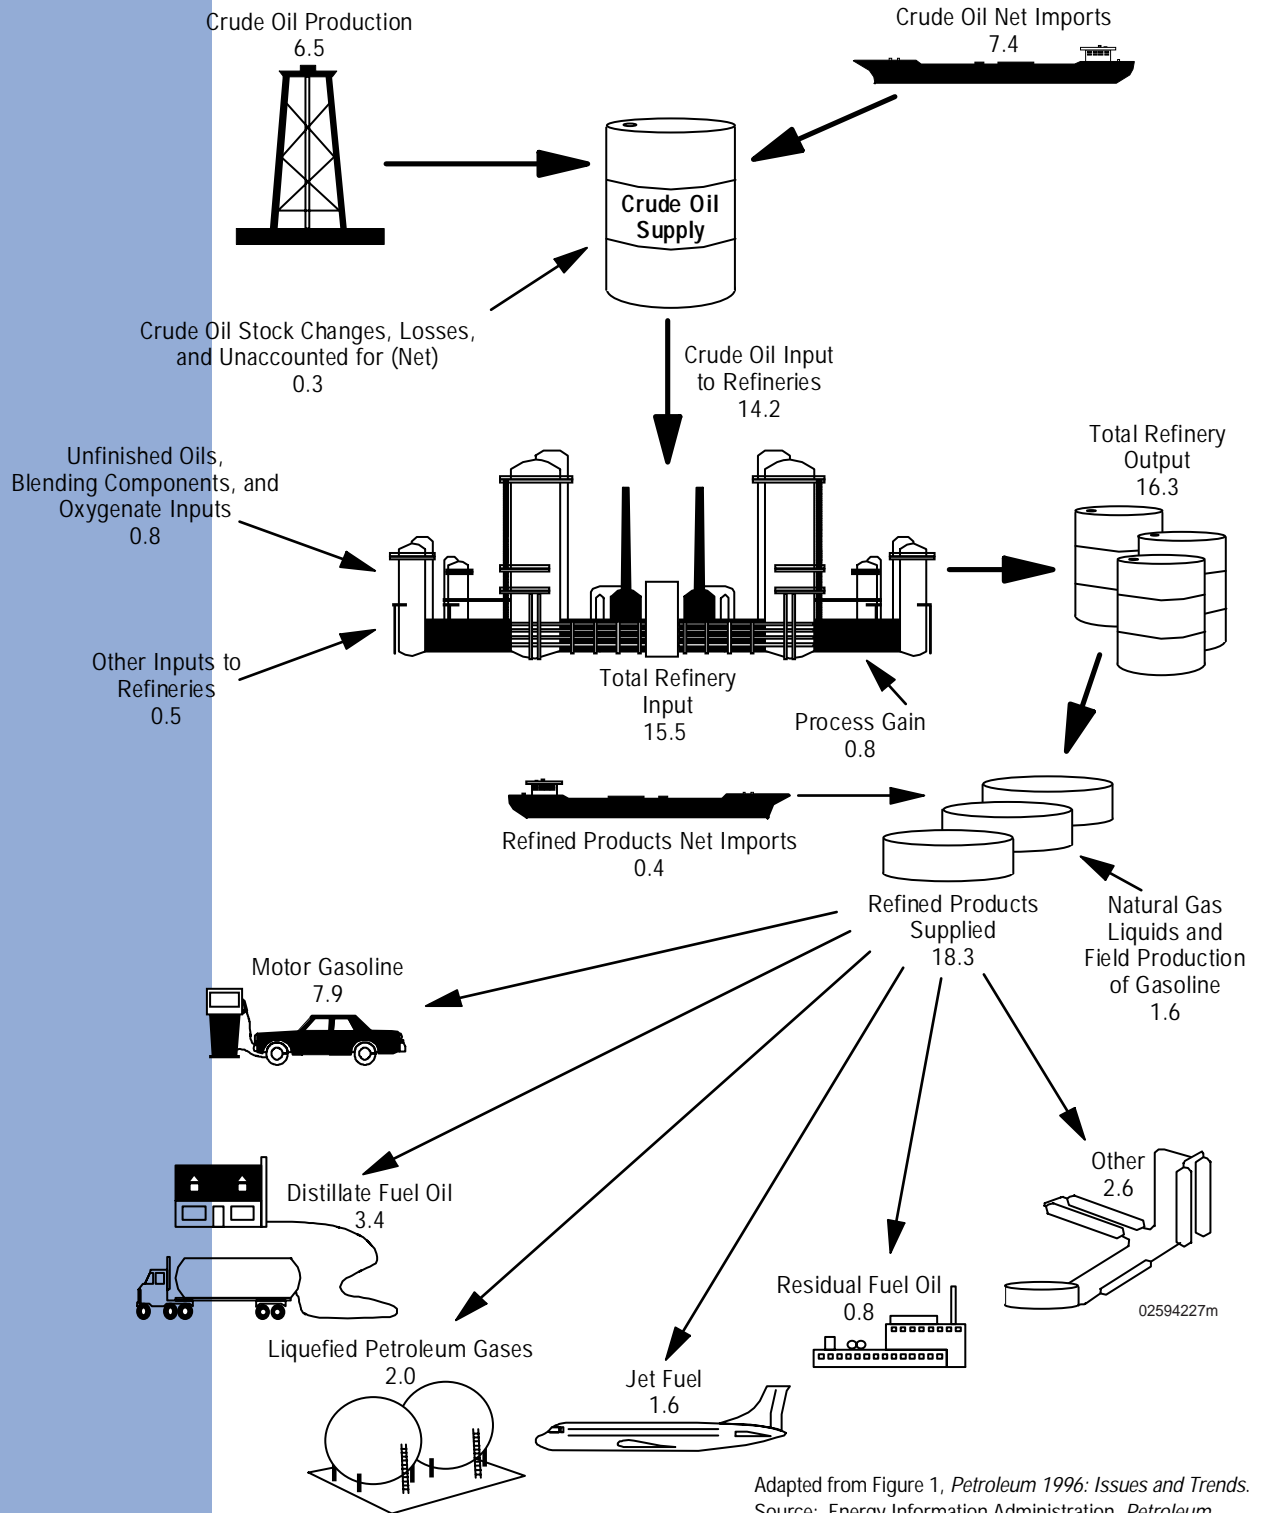 Crude Oil Production
6.5
Crude Oil Net Imports
7.4
Crude Oil
Supply
Crude Oil Stock Changes, Losses,
and Unaccounted for (Net)
0.3
Crude Oil Input
to Refineries
14.2
Unfinished Oils,
Blending Components, and
Oxygenate Inputs
0.8
Total Refinery
Output
16.3
Other Inputs to
Refineries
0.5
Total Refinery
Input
15.5
Process Gain
0.8
Refined Products Net Imports
0.4
Refined Products
Supplied
18.3
Natural Gas
Liquids and
Field Production
of Gasoline
1.6
Motor Gasoline
7.9
Distillate Fuel Oil
3.4
Liquefied Petroleum Gases
2.0
Jet Fuel
1.6
Residual Fuel Oil
0.8
Other
2.6
02594227m
Adapted from Figure 1, Petroleum 1996: Issues and Trends.
Source: Energy Information Administration, Petroleum